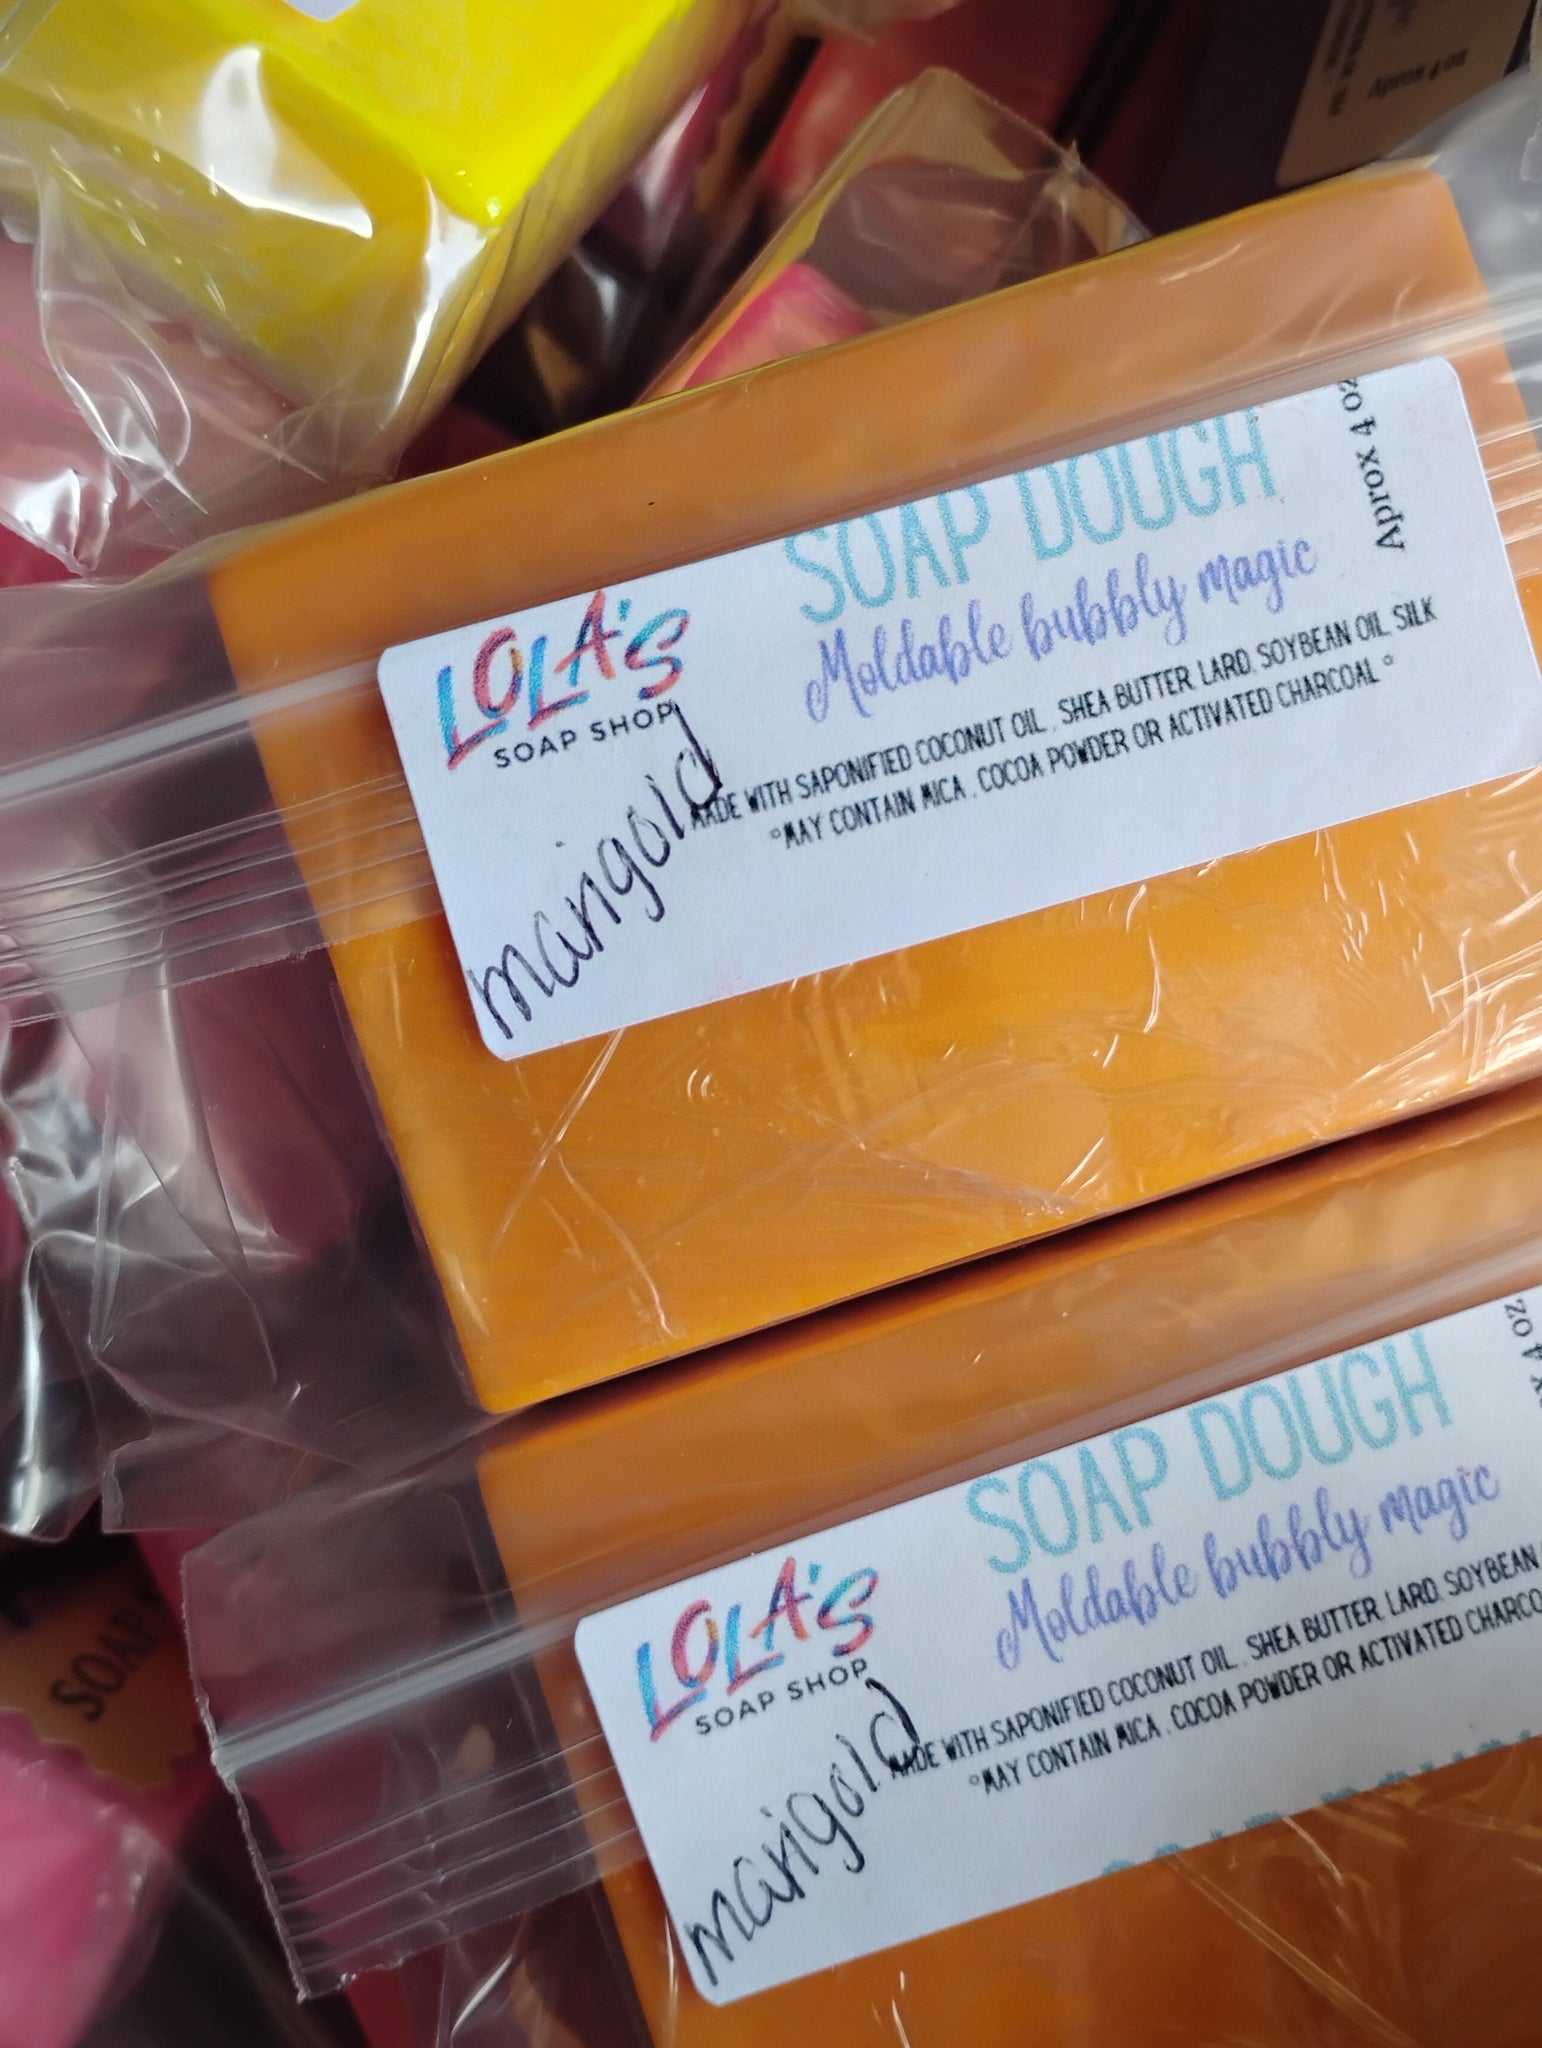 LOLA'S
SOAP SHOP
marigold
SOAP DOUGH
Moldable bubbly magic
MADE WITH SAPONIFIED COCONUT OIL, SHEA BUTTER LARD, SOYBEAN OIL SILK
*MAY CONTAIN MICA, COCOA POWDER OR ACTIVATED CHARCOAL*
Aprox 4 oz
LOLA'S
SOAP SHOP
marigold
SOAP DOUGH
Moldable bubbly magic
MADE WITH SAPONIFIED COCONUT OIL, SHEA BUTTER LARD, SOYBEAN
*MAY CONTAIN MICA, COCOA POWDER OR ACTIVATED CHARCO
x 4 oz.
SOAP